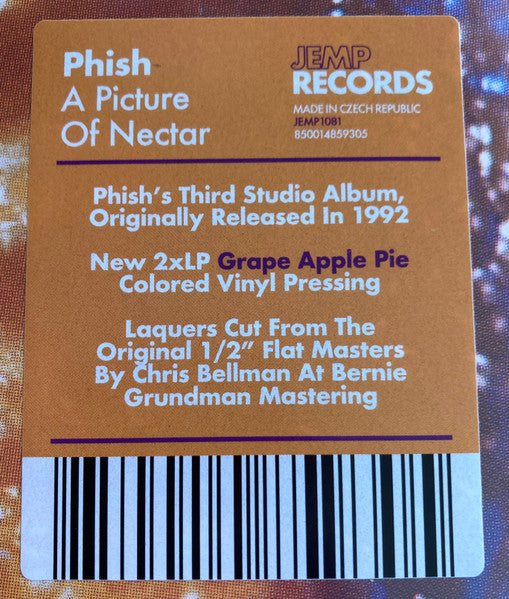 Phish
A Picture
Of Nectar
JEMP
RECORDS
MADE IN CZECH REPUBLIC
JEMP1081
850014859305
Phish's Third Studio Album,
Originally Released In 1992
New 2xLP Grape Apple Pie
Colored Vinyl Pressing
Laquers Cut From The
Original 1/2" Flat Masters
By Chris Bellman At Bernie
Grundman Mastering